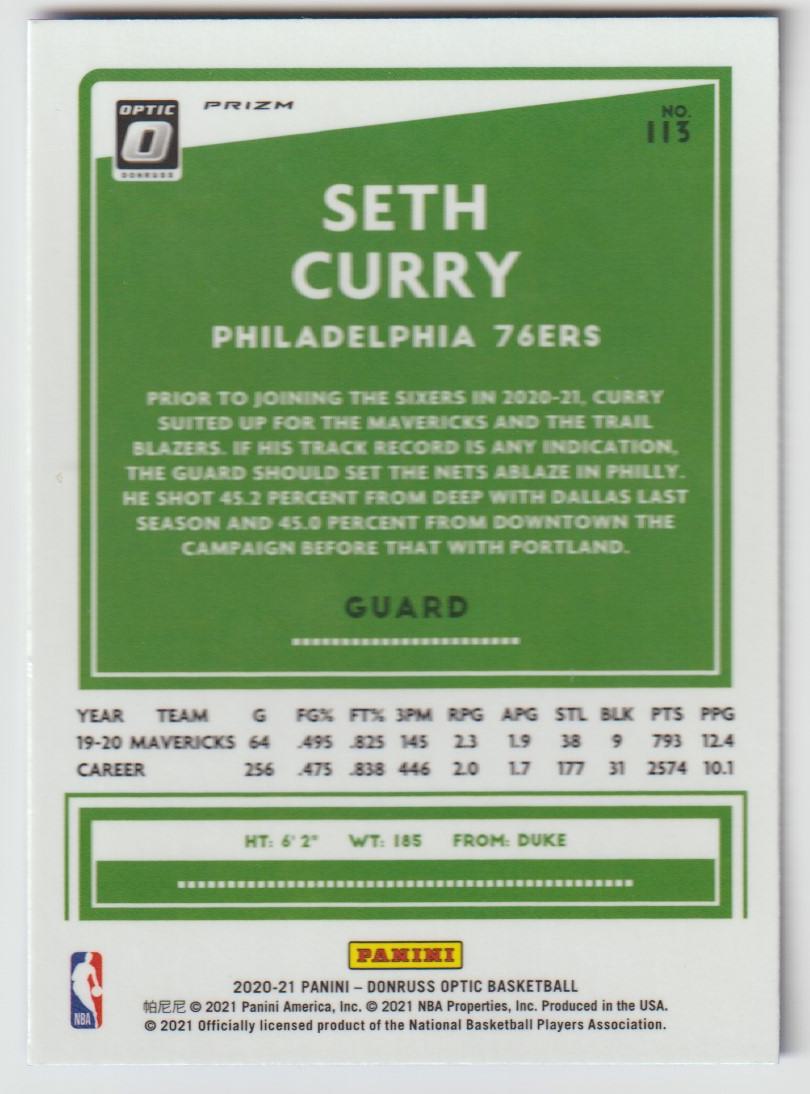 OPTIC
DONRUSS
PRIZM
NO.
113
SETH
CURRY
PHILADELPHIA 76ERS
PRIOR TO JOINING THE SIXERS IN 2020-21, CURRY
SUITED UP FOR THE MAVERICKS AND THE TRAIL
BLAZERS. IF HIS TRACK RECORD IS ANY INDICATION,
THE GUARD SHOULD SET THE NETS ABLAZE IN PHILLY.
HE SHOT 45.2 PERCENT FROM DEEP WITH DALLAS LAST
SEASON AND 45.0 PERCENT FROM DOWNTOWN THE
CAMPAIGN BEFORE THAT WITH PORTLAND.
GUARD
YEAR TEAM G FG% FT% 3PM RPG APG STL BLK PTS PPG
19-20 MAVERICKS 64 .495 .825 145 2.3 1.9 38 9 793 12.4
CAREER 256 .475 .838 446 2.0 1.7 177 31 2574 10.1
HT: 6' 2" WT: 185 FROM: DUKE
PANINI
NBA
2020-21 PANINI – DONRUSS OPTIC BASKETBALL
帕尼尼 © 2021 Panini America, Inc. © 2021 NBA Properties, Inc. Produced in the USA.
© 2021 Officially licensed product of the National Basketball Players Association.